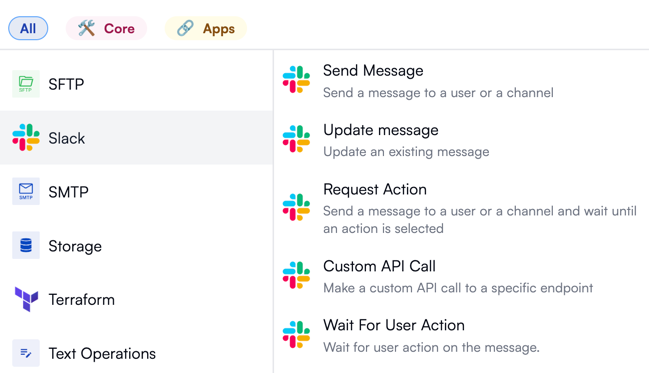 All
Core
Apps
SFTP
SFTP
Slack
SMTP
SMTP
Storage
Terraform
Text Operations
Send Message
Send a message to a user or a channel
Update message
Update an existing message
Request Action
Send a message to a user or a channel and wait until
an action is selected
Custom API Call
Make a custom API call to a specific endpoint
Wait For User Action
Wait for user action on the message.